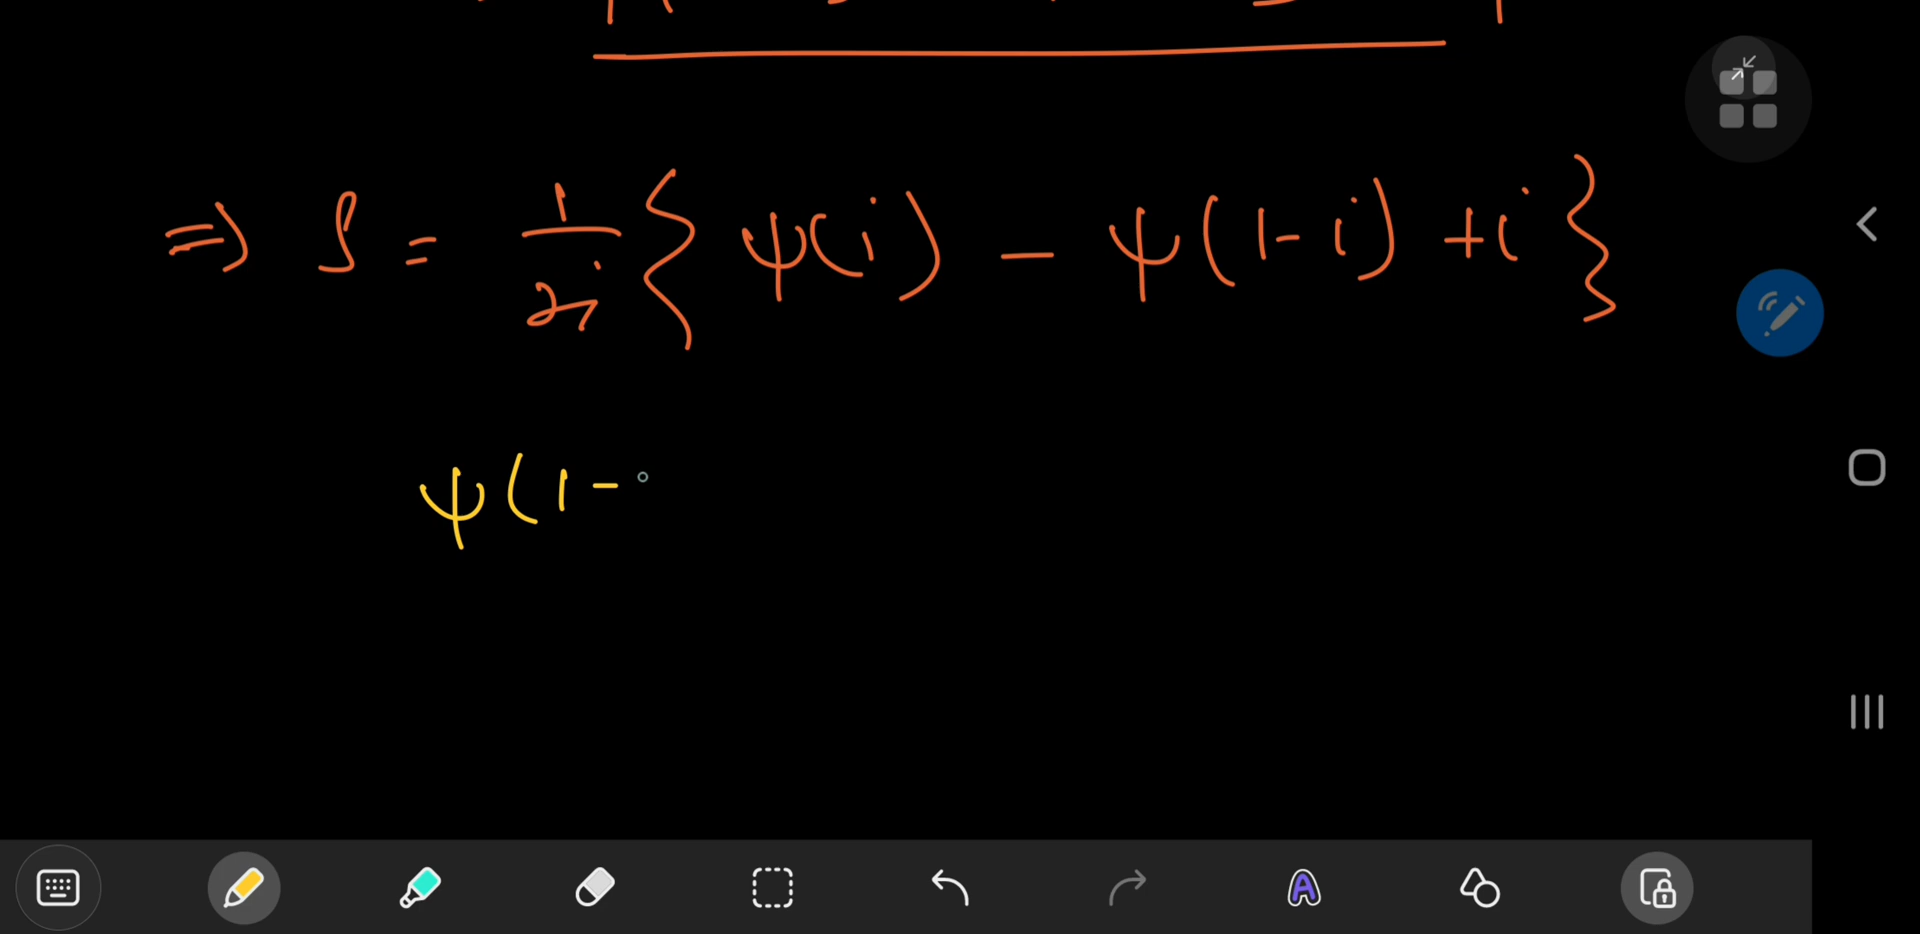 ⇒ S = 1/2i { ψ(i) − ψ(1−i) + i }
ψ(1−
A